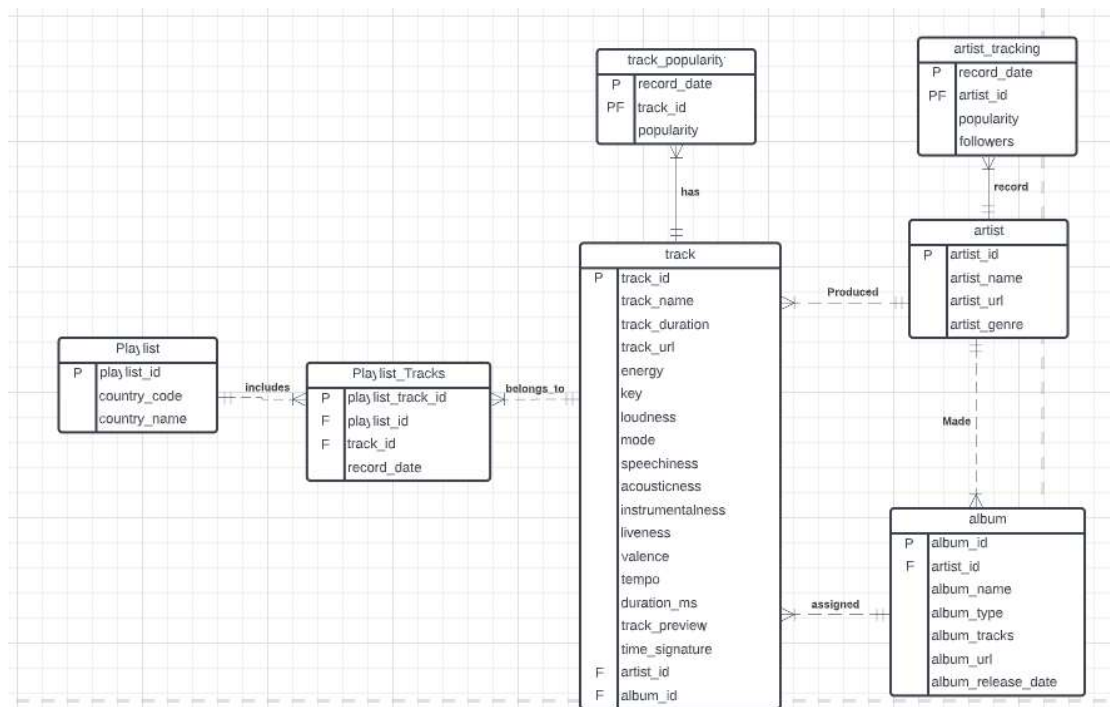 track_popularity
P record_date
PF track_id
popularity
artist_tracking
P record_date
PF artist_id
popularity
followers
has
record
track
P track_id
track_name
track_duration
track_url
energy
key
loudness
mode
speechiness
acousticness
instrumentalness
liveness
valence
tempo
duration_ms
track_preview
time_signature
F artist_id
F album_id
artist
P artist_id
artist_name
artist_url
artist_genre
Produced
Playlist
P playlist_id
country_code
country_name
includes
Playlist_Tracks
P playlist_track_id
F playlist_id
F track_id
record_date
belongs_to
Made
album
P album_id
F artist_id
album_name
album_type
album_tracks
album_url
album_release_date
assigned